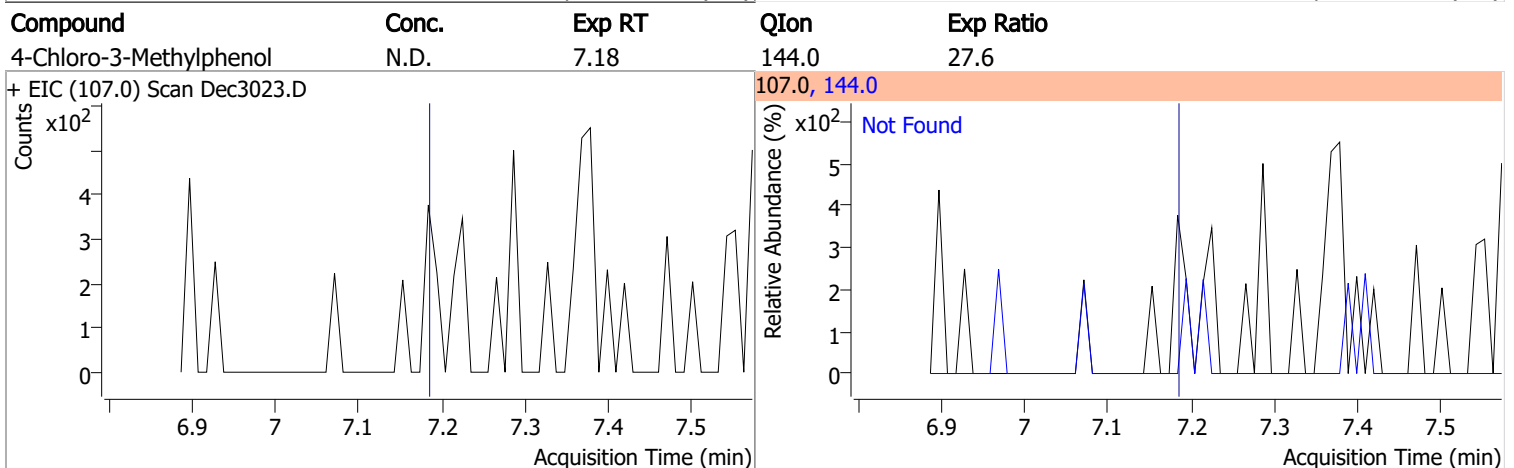 Compound Conc. Exp RT QIon Exp Ratio
4-Chloro-3-Methylphenol N.D. 7.18 144.0 27.6
+ EIC (107.0) Scan Dec3023.D
Counts
x10²
4
3
2
1
0
6.9 7 7.1 7.2 7.3 7.4 7.5
Acquisition Time (min)
107.0, 144.0
Relative Abundance (%)
x10²
Not Found
5
4
3
2
1
0
6.9 7 7.1 7.2 7.3 7.4 7.5
Acquisition Time (min)